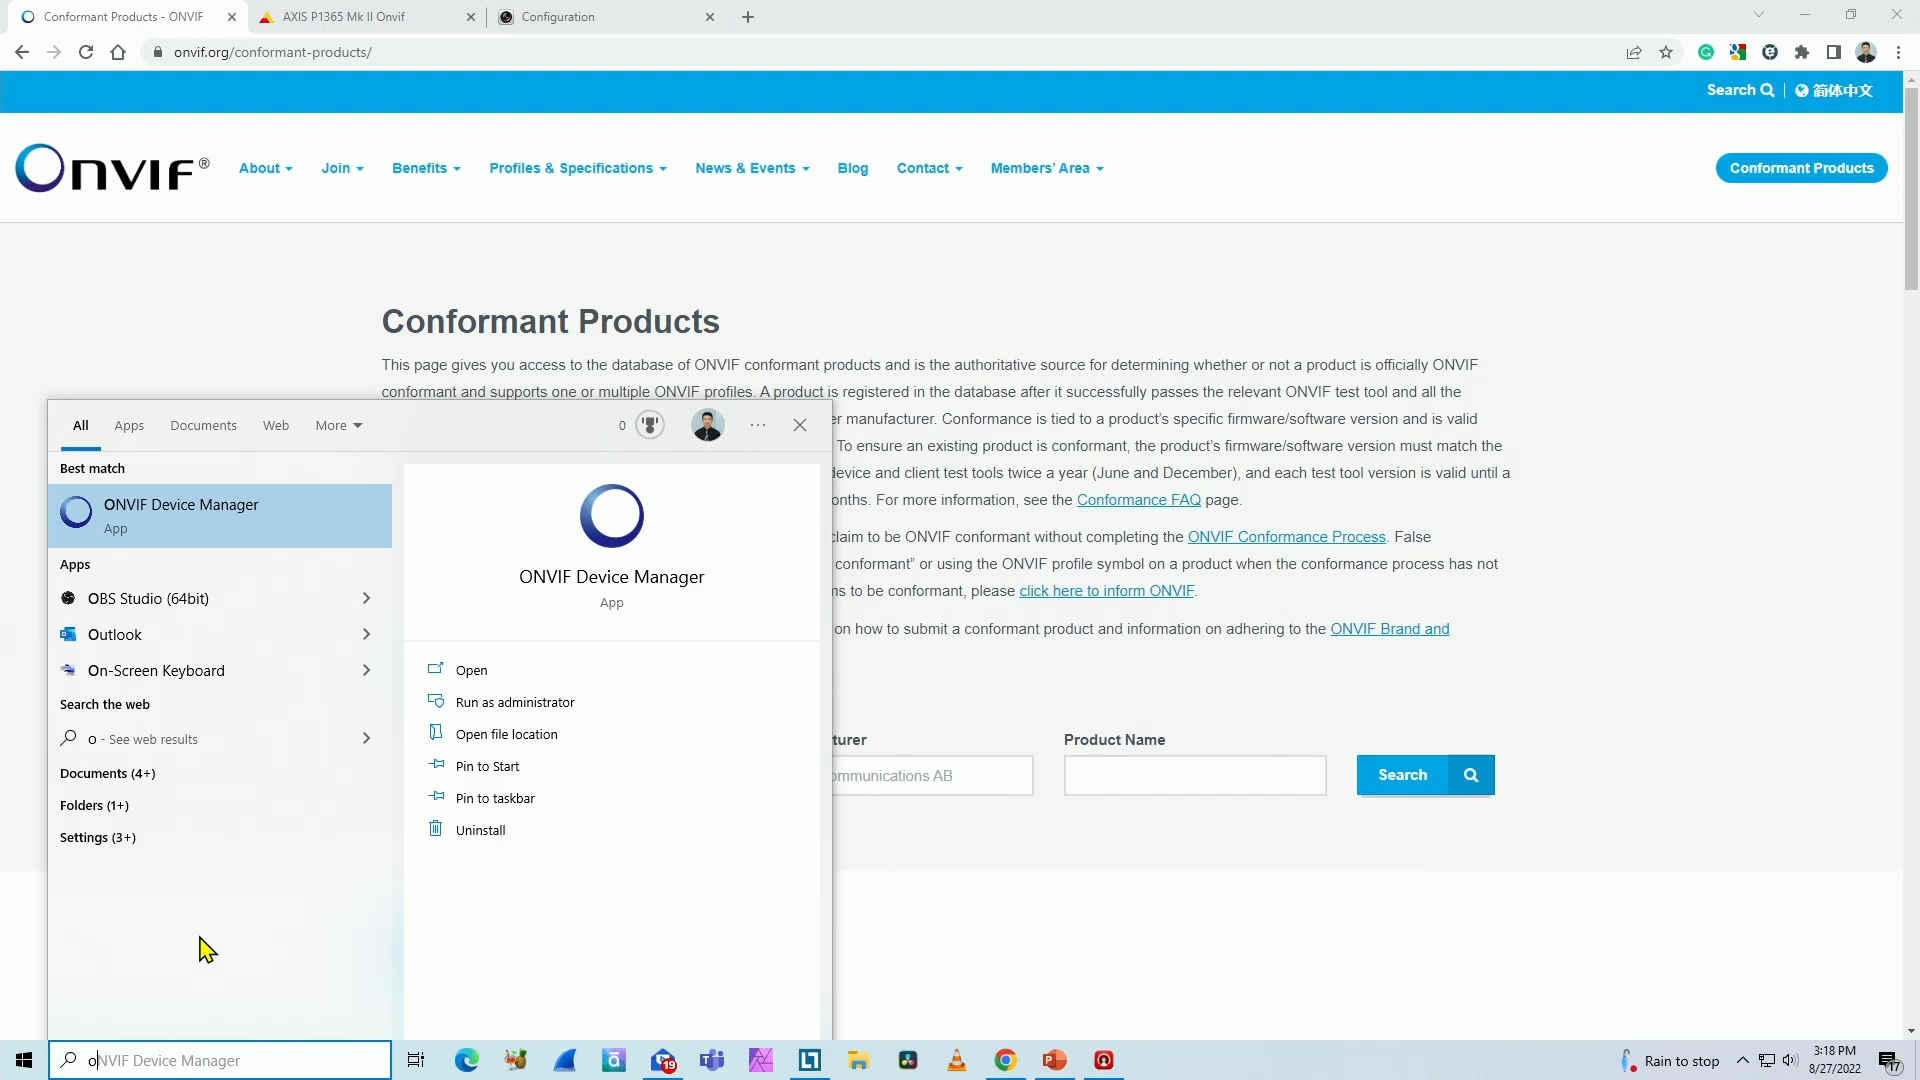 Conformant Products - ONVIF
AXIS P1365 Mk II Onvif
Configuration
onvif.org/conformant-products/
Search
简体中文
ONVIF®
About
Join
Benefits
Profiles & Specifications
News & Events
Blog
Contact
Members' Area
Conformant Products
Conformant Products
This page gives you access to the database of ONVIF conformant products and is the authoritative source for determining whether or not a product is officially ONVIF
conformant and supports one or multiple ONVIF profiles. A product is registered in the database after it successfully passes the relevant ONVIF test tool and all the
er manufacturer. Conformance is tied to a product's specific firmware/software version and is valid
To ensure an existing product is conformant, the product's firmware/software version must match the
device and client test tools twice a year (June and December), and each test tool version is valid until a
onths. For more information, see the Conformance FAQ page.
claim to be ONVIF conformant without completing the ONVIF Conformance Process. False
conformant" or using the ONVIF profile symbol on a product when the conformance process has not
ms to be conformant, please click here to inform ONVIF.
on how to submit a conformant product and information on adhering to the ONVIF Brand and
turer
Product Name
ommunications AB
Search
All
Apps
Documents
Web
More
0
Best match
ONVIF Device Manager
App
Apps
OBS Studio (64bit)
Outlook
On-Screen Keyboard
Search the web
o - See web results
Documents (4+)
Folders (1+)
Settings (3+)
ONVIF Device Manager
App
Open
Run as administrator
Open file location
Pin to Start
Pin to taskbar
Uninstall
oNVIF Device Manager
19
Rain to stop
3:18 PM
8/27/2022
17